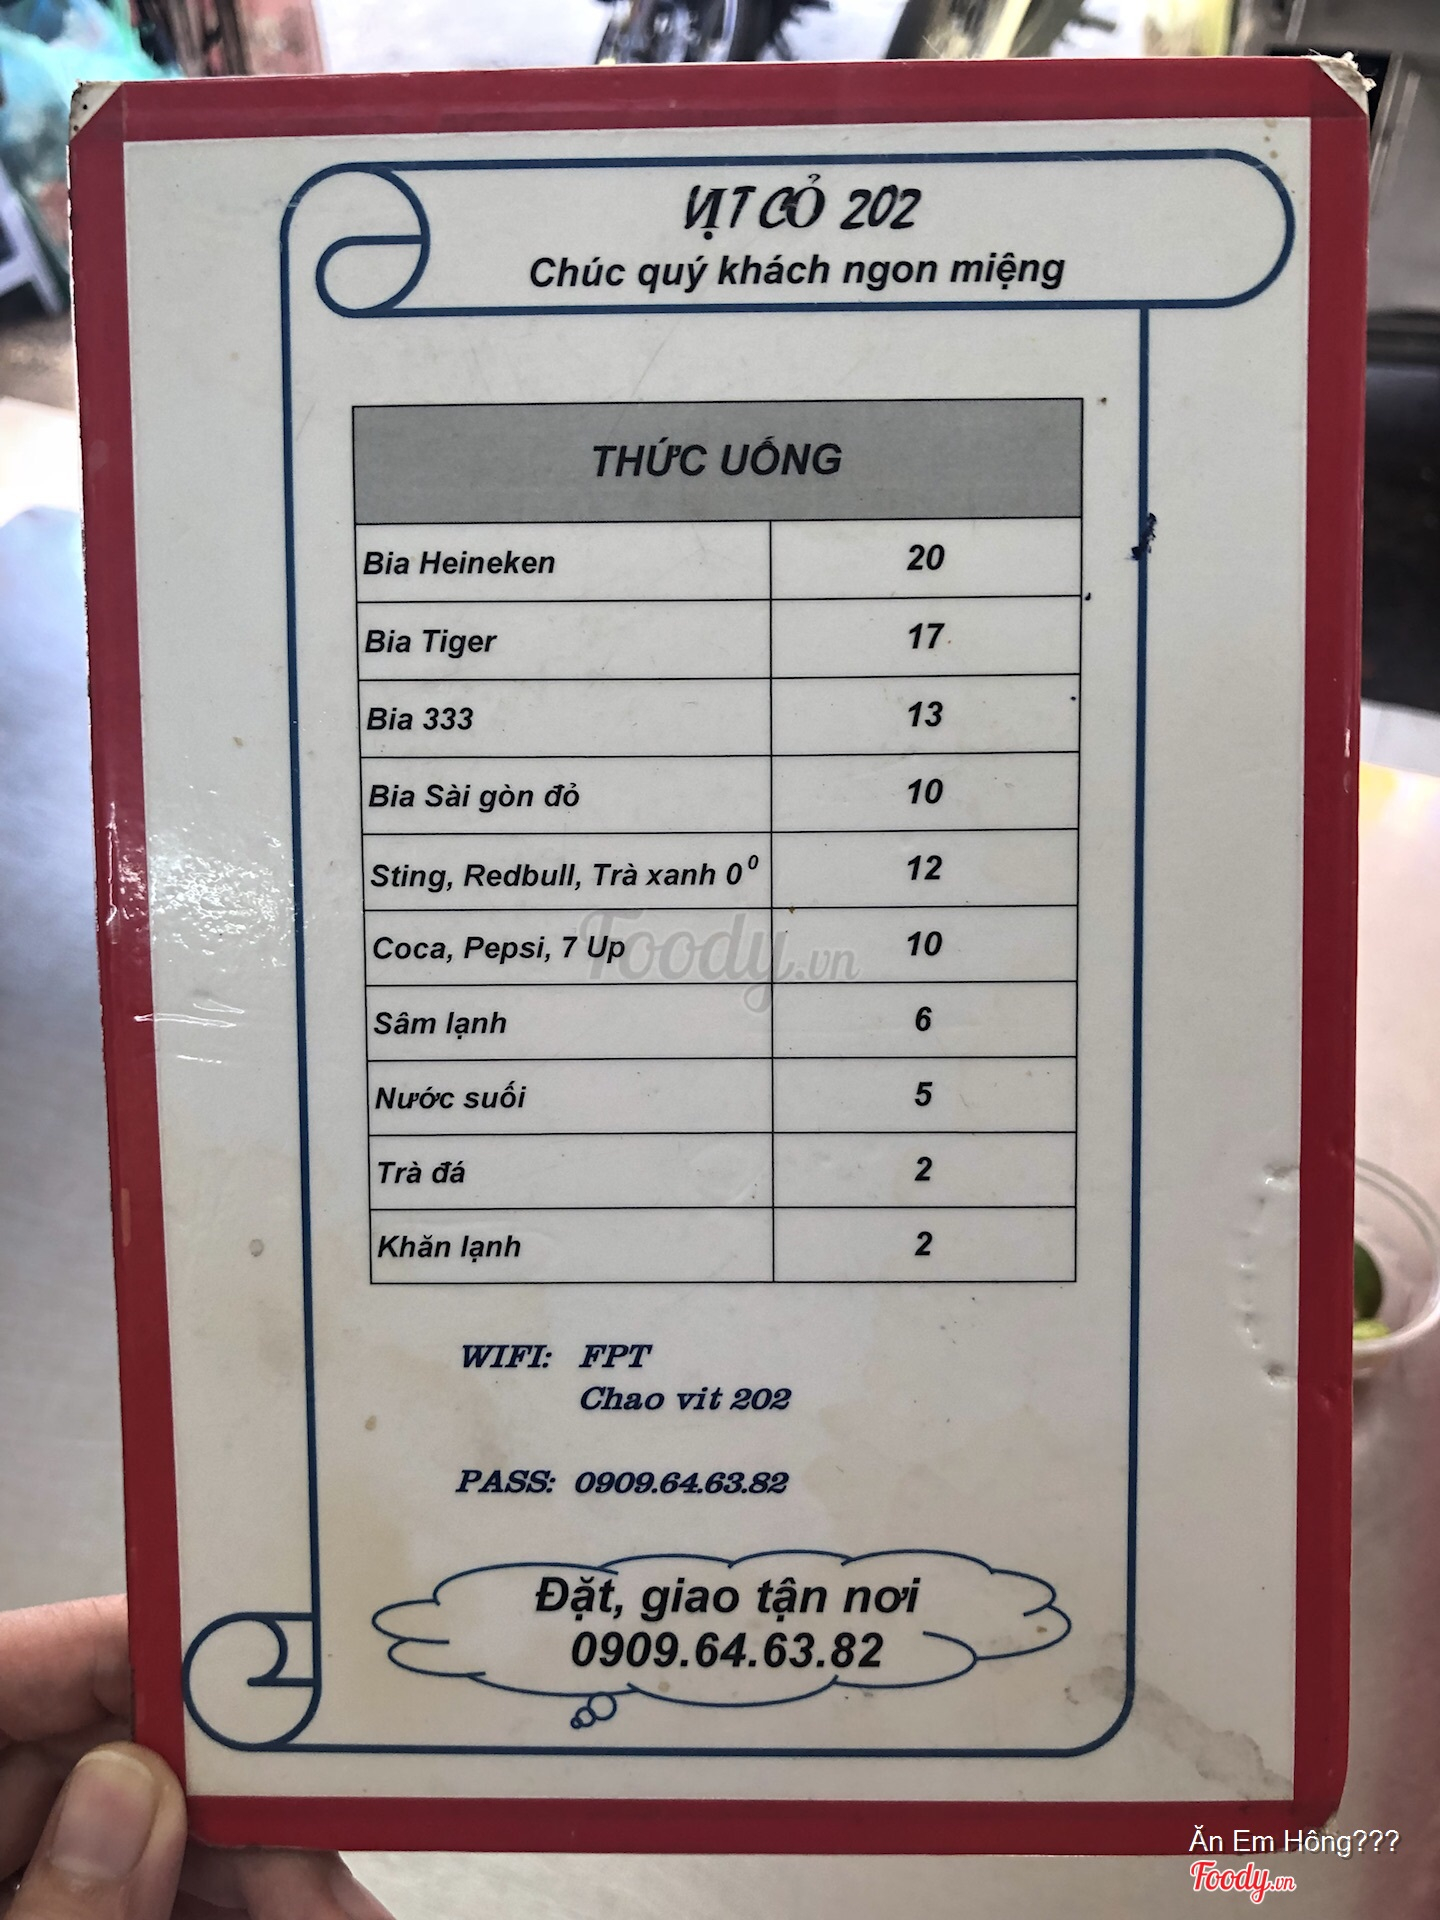 VỊT CỎ 202
Chúc quý khách ngon miệng
THỨC UỐNG
Bia Heineken 20
Bia Tiger 17
Bia 333 13
Bia Sài gòn đỏ 10
Sting, Redbull, Trà xanh 0⁰ 12
Coca, Pepsi, 7 Up 10
Sâm lạnh 6
Nước suối 5
Trà đá 2
Khăn lạnh 2
Foody.vn
WIFI: FPT
Chao vit 202
PASS: 0909.64.63.82
Đặt, giao tận nơi
0909.64.63.82
Ăn Em Hông???
Foody.vn